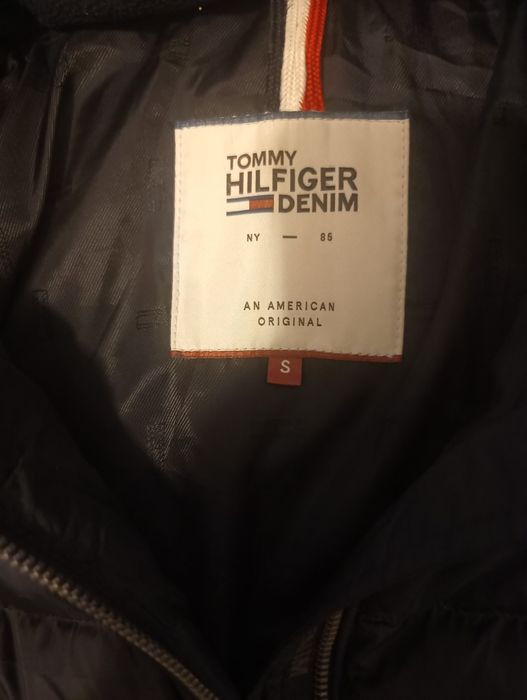 TOMMY
HILFIGER
DENIM
NY — 85
AN AMERICAN
ORIGINAL
S